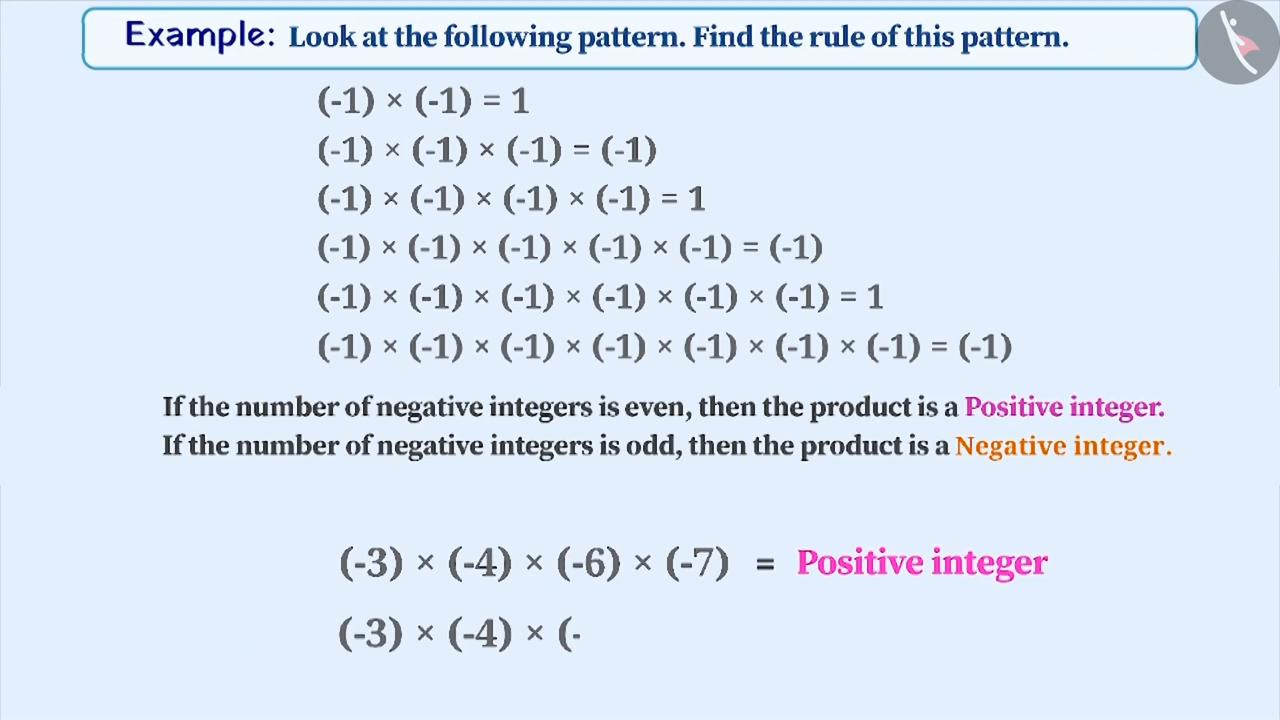 Example: Look at the following pattern. Find the rule of this pattern.
(-1) × (-1) = 1
(-1) × (-1) × (-1) = (-1)
(-1) × (-1) × (-1) × (-1) = 1
(-1) × (-1) × (-1) × (-1) × (-1) = (-1)
(-1) × (-1) × (-1) × (-1) × (-1) × (-1) = 1
(-1) × (-1) × (-1) × (-1) × (-1) × (-1) × (-1) = (-1)
If the number of negative integers is even, then the product is a Positive integer.
If the number of negative integers is odd, then the product is a Negative integer.
(-3) × (-4) × (-6) × (-7) = Positive integer
(-3) × (-4) × (-